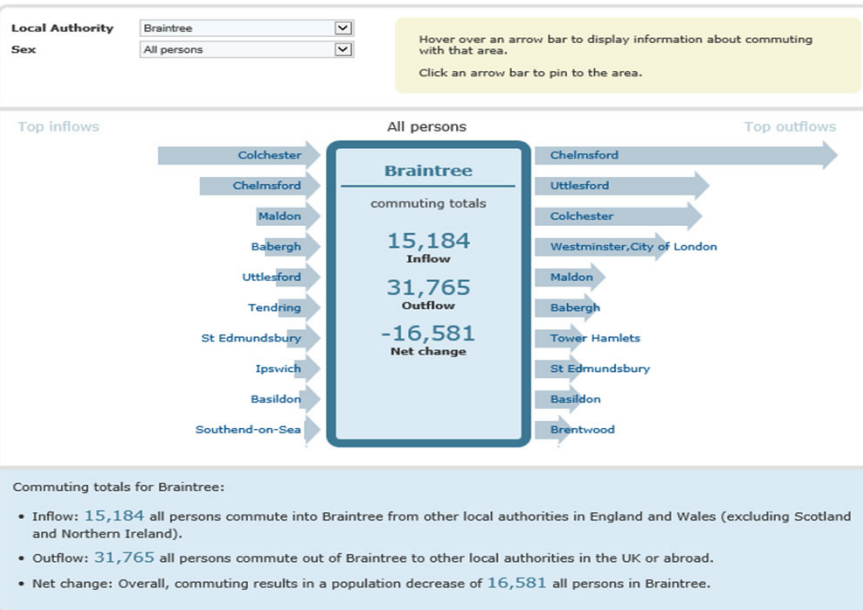 Local Authority Braintree
Sex All persons
Hover over an arrow bar to display information about commuting
with that area.
Click an arrow bar to pin to the area.
Top inflows
All persons
Top outflows
Colchester
Chelmsford
Maldon
Babergh
Uttlesford
Tendring
St Edmundsbury
Ipswich
Basildon
Southend-on-Sea
Braintree
commuting totals
15,184
Inflow
31,765
Outflow
-16,581
Net change
Chelmsford
Uttlesford
Colchester
Westminster,City of London
Maldon
Babergh
Tower Hamlets
St Edmundsbury
Basildon
Brentwood
Commuting totals for Braintree:
• Inflow: 15,184 all persons commute into Braintree from other local authorities in England and Wales (excluding Scotland
and Northern Ireland).
• Outflow: 31,765 all persons commute out of Braintree to other local authorities in the UK or abroad.
• Net change: Overall, commuting results in a population decrease of 16,581 all persons in Braintree.